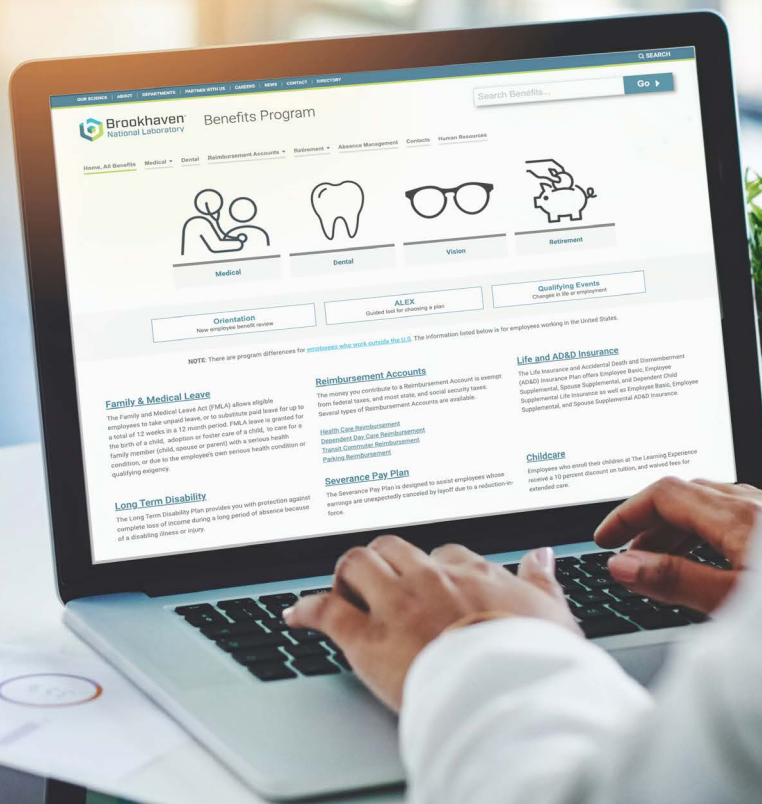 SEARCH
OUR SCIENCE | ABOUT | DEPARTMENTS | PARTNER WITH US | CAREERS | NEWS | CONTACT | DIRECTORY
Search Benefits...
Go
Brookhaven
National Laboratory
Benefits Program
Home, All Benefits
Medical
Dental
Reimbursement Accounts
Retirement
Absence Management
Contacts
Human Resources
Medical
Dental
Vision
Retirement
Orientation
New employee benefit review
ALEX
Guided tool for choosing a plan
Qualifying Events
Changes in life or employment
NOTE: There are program differences for employees who work outside the U.S. The information listed below is for employees working in the United States.
Family & Medical Leave
The Family and Medical Leave Act (FMLA) allows eligible
employees to take unpaid leave, or to substitute paid leave for up to
a total of 12 weeks in a 12 month period. FMLA leave is granted for
the birth of a child, adoption or foster care of a child, to care for a
family member (child, spouse or parent) with a serious health
condition, or due to the employee's own serious health condition or
qualifying exigency.
Long Term Disability
The Long Term Disability Plan provides you with protection against
complete loss of income during a long period of absence because
of a disabling illness or injury.
Reimbursement Accounts
The money you contribute to a Reimbursement Account is exempt
from federal taxes, and most state, and social security taxes.
Several types of Reimbursement Accounts are available.
Health Care Reimbursement
Dependent Day Care Reimbursement
Transit Commuter Reimbursement
Parking Reimbursement
Severance Pay Plan
The Severance Pay Plan is designed to assist employees whose
earnings are unexpectedly canceled by layoff due to a reduction-in-
force.
Life and AD&D Insurance
The Life Insurance and Accidental Death and Dismemberment
(AD&D) Insurance Plan offers Employee Basic, Employee
Supplemental, Spouse Supplemental, and Dependent Child
Supplemental Life Insurance as well as Employee Basic, Employee
Supplemental, and Spouse Supplemental AD&D Insurance.
Childcare
Employees who enroll their children at The Learning Experience
receive a 10 percent discount on tuition, and waived fees for
extended care.